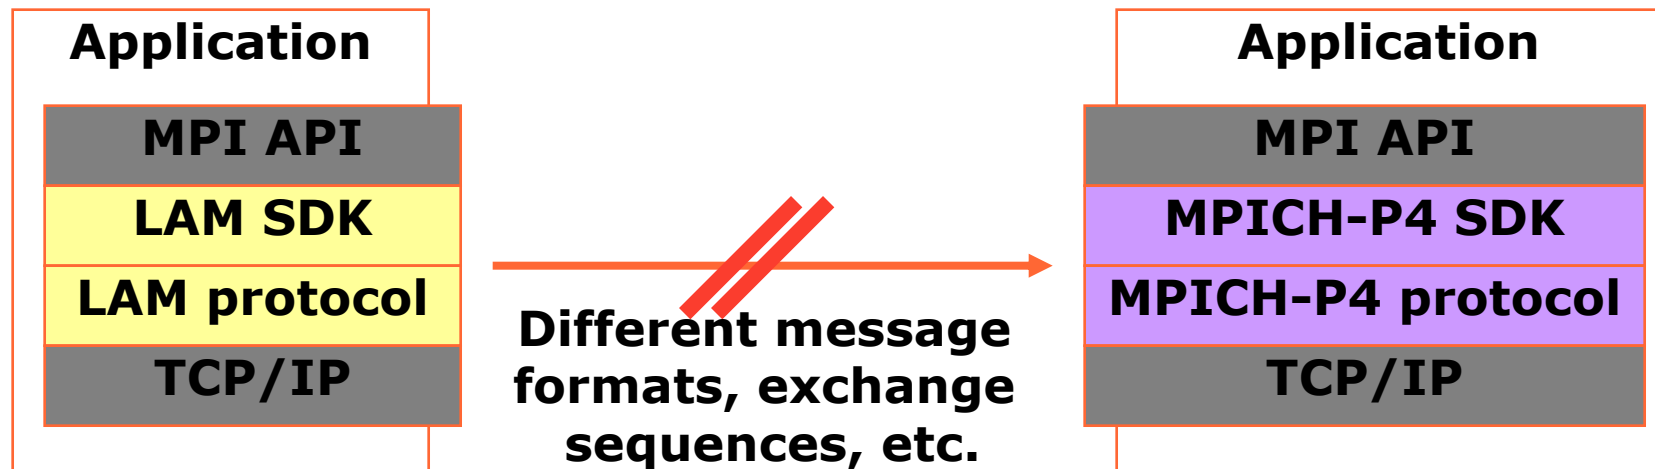 Application
MPI API
LAM SDK
LAM protocol
TCP/IP
Different message
formats, exchange
sequences, etc.
Application
MPI API
MPICH-P4 SDK
MPICH-P4 protocol
TCP/IP